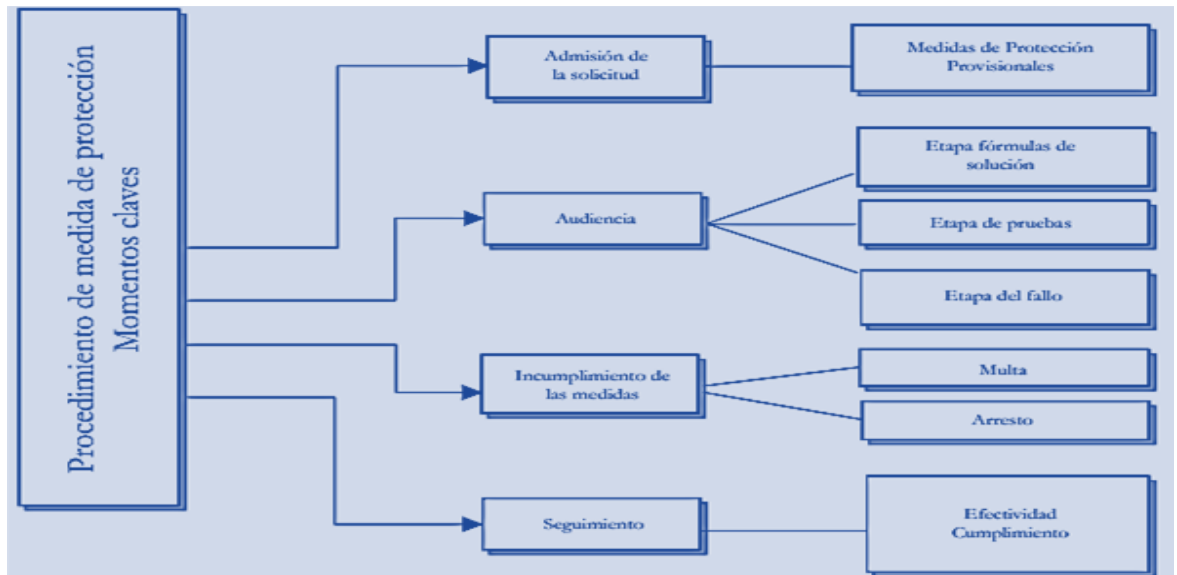 Procedimiento de medida de protección
Momentos claves
Admisión de
la solicitud
Medidas de Protección
Provisionales
Audiencia
Etapa fórmulas de
solución
Etapa de pruebas
Etapa del fallo
Incumplimiento de
las medidas
Multa
Arresto
Seguimiento
Efectividad
Cumplimiento